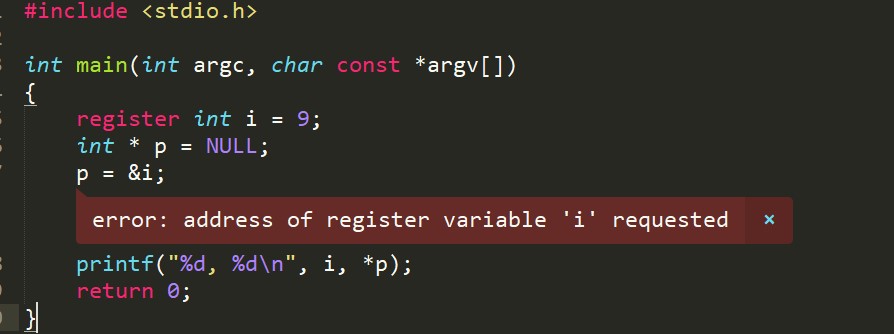 #include <stdio.h>
int main(int argc, char const *argv[])
{
register int i = 9;
int * p = NULL;
p = &i;
error: address of register variable 'i' requested ×
printf("%d, %d\n", i, *p);
return 0;
}